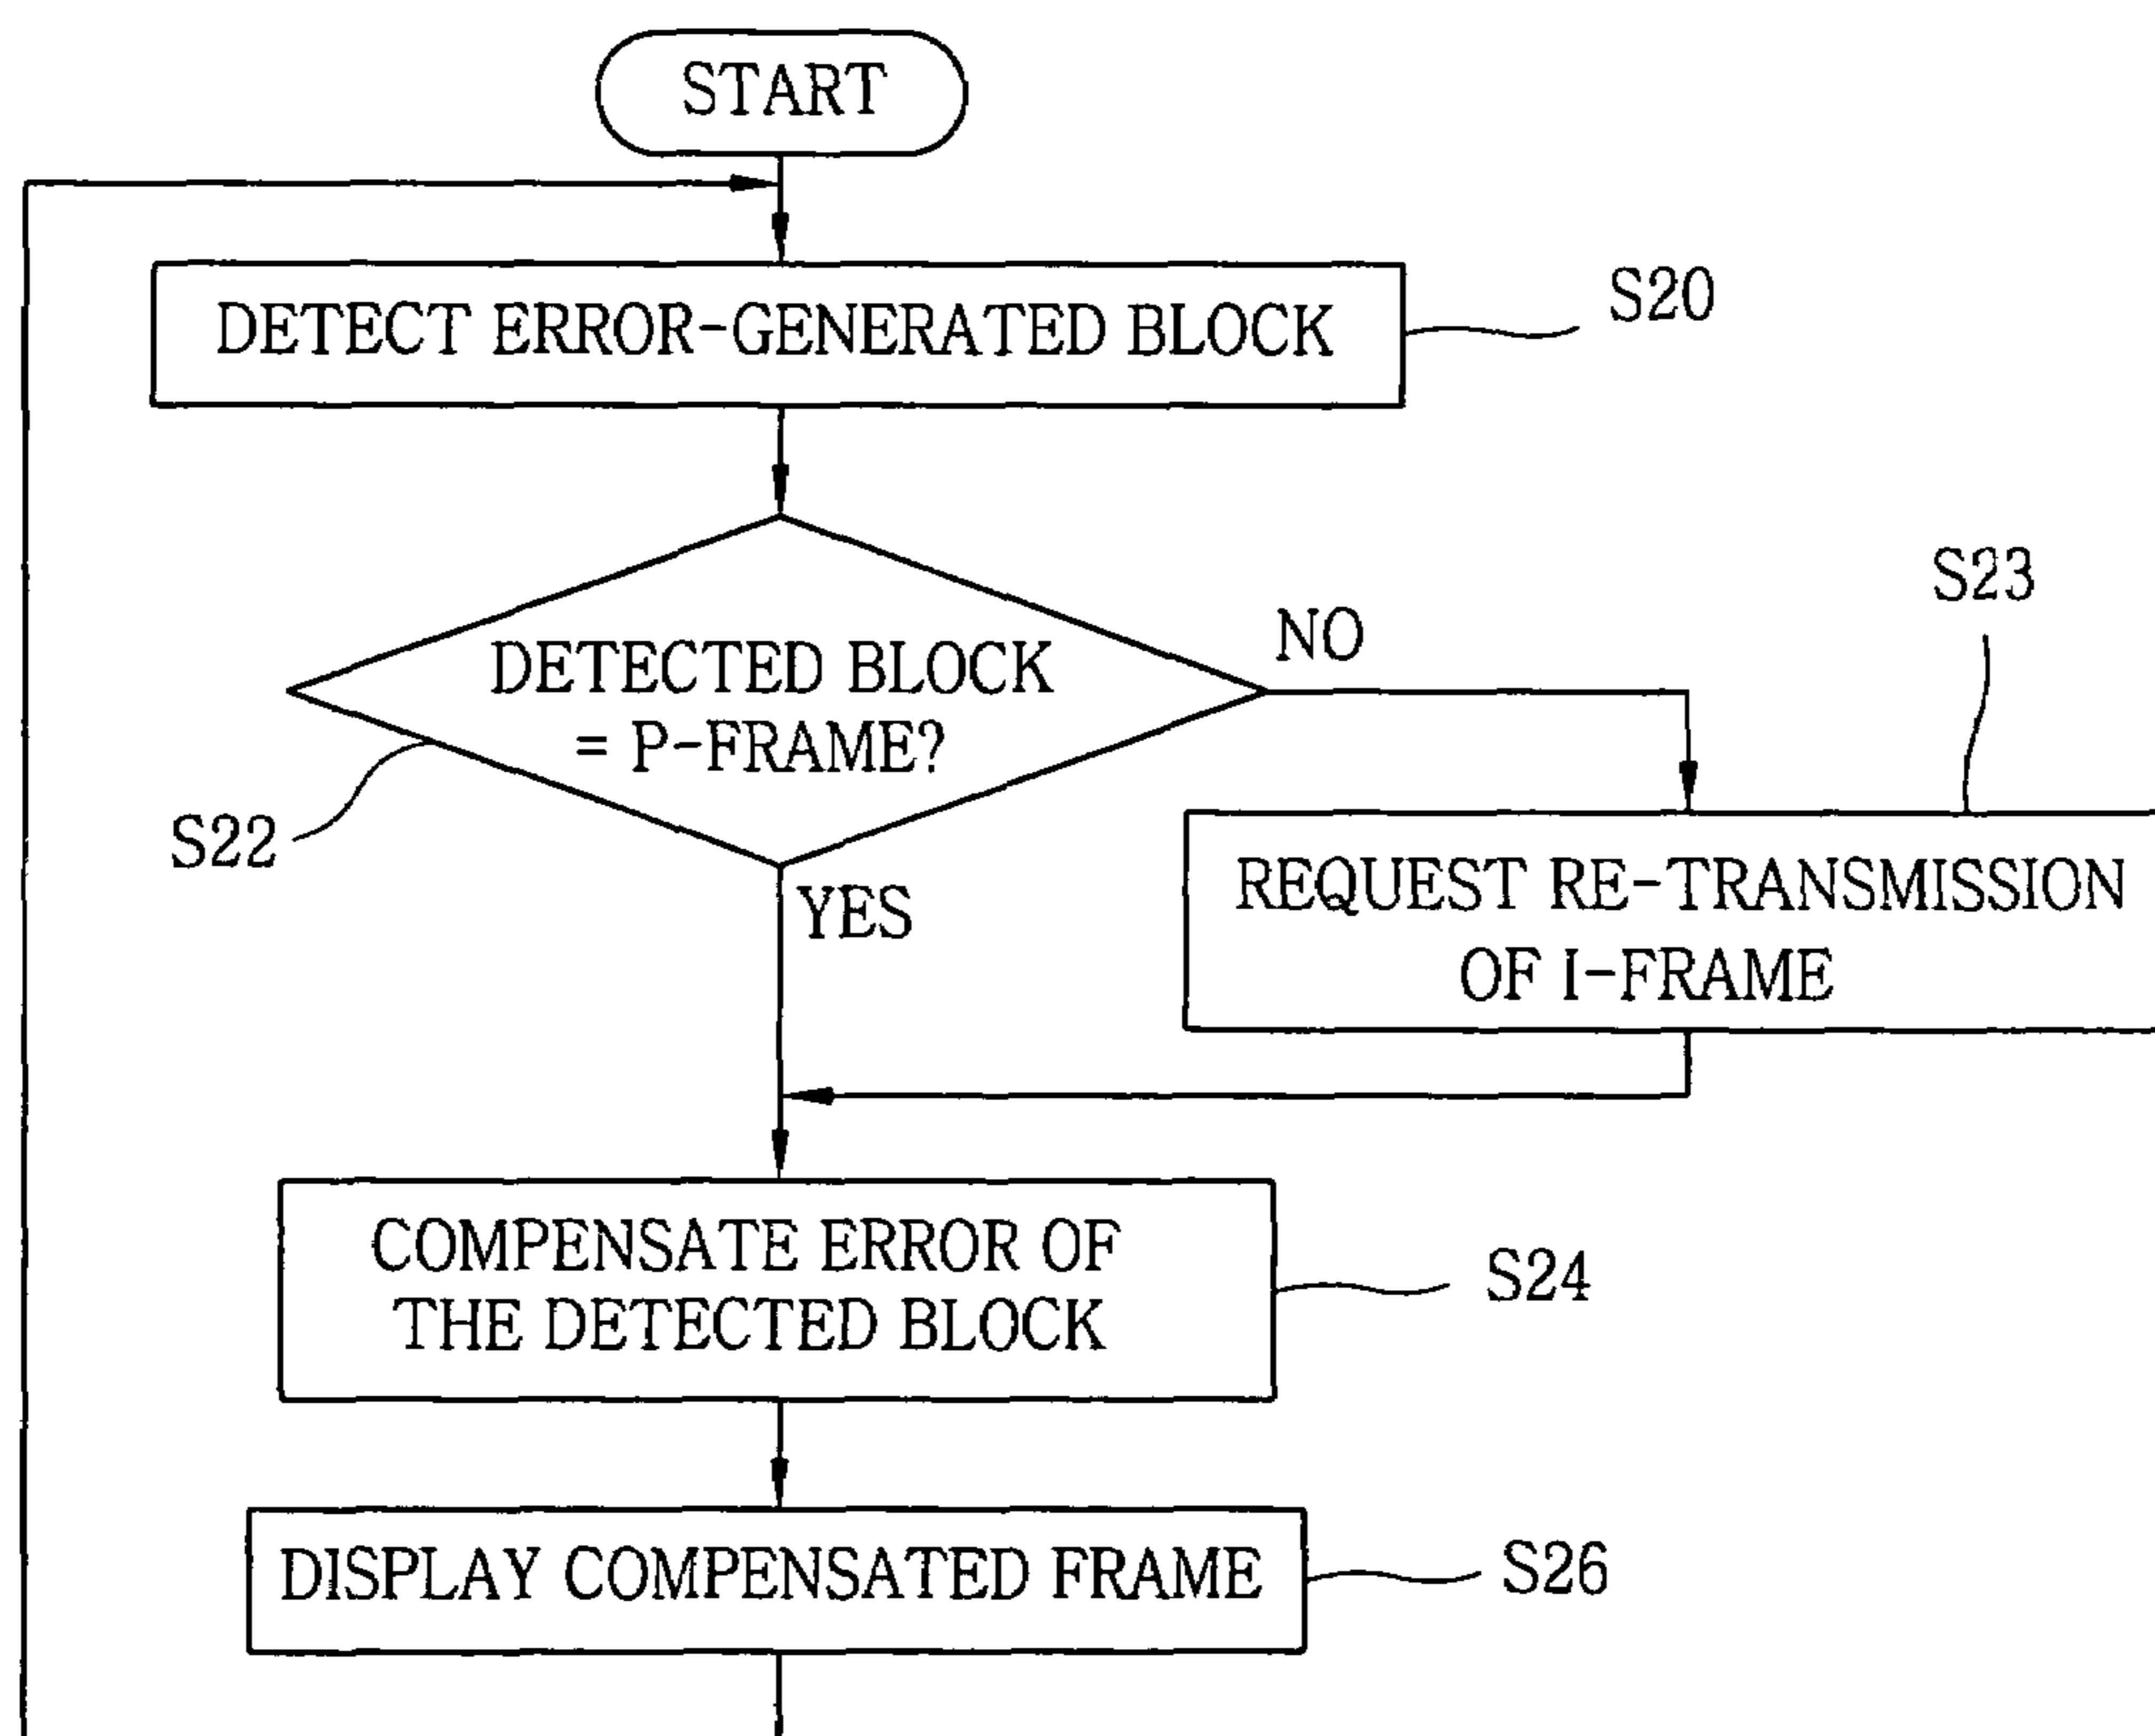 START
DETECT ERROR-GENERATED BLOCK
S20
DETECTED BLOCK
= P-FRAME?
NO
S23
S22
YES
REQUEST RE-TRANSMISSION
OF I-FRAME
COMPENSATE ERROR OF
THE DETECTED BLOCK
S24
DISPLAY COMPENSATED FRAME
S26